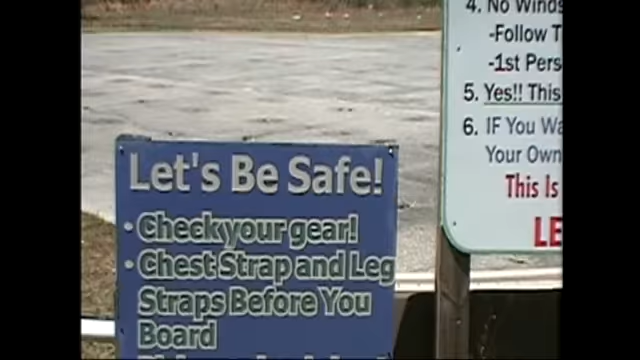 Let's Be Safe!
• Check your gear!
• Chest Strap and Leg
Straps Before You
Board
4. No Winds
-Follow T
-1st Pers
5. Yes!! This
6. IF You Wa
Your Own
This Is
LE